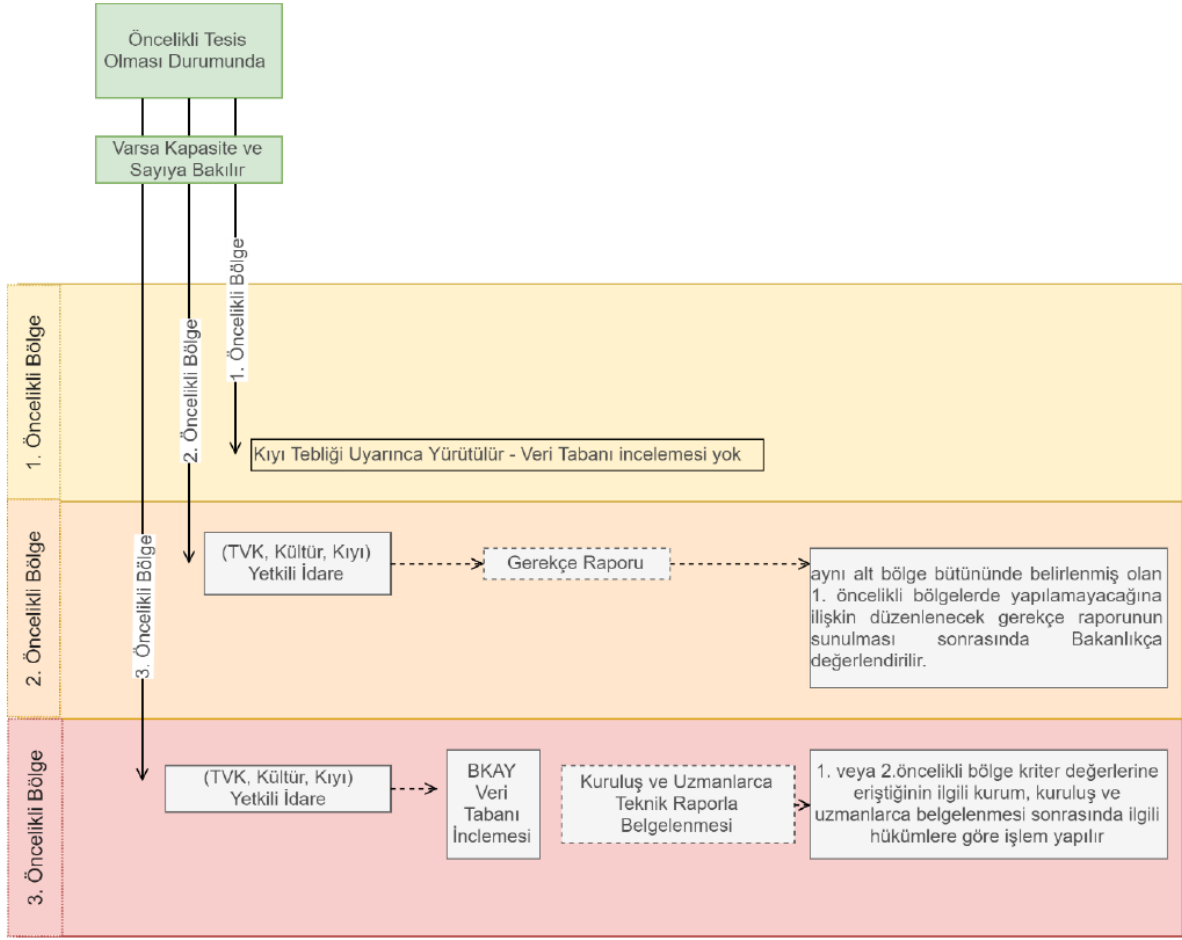 Öncelikli Tesis
Olması Durumunda
Varsa Kapasite ve
Sayıya Bakılır
1. Öncelikli Bölge
2. Öncelikli Bölge
3. Öncelikli Bölge
1. Öncelikli Bölge
Kıyı Tebliği Uyarınca Yürütülür - Veri Tabanı incelemesi yok
2. Öncelikli Bölge
(TVK, Kültür, Kıyı)
Yetkili İdare
Gerekçe Raporu
aynı alt bölge bütününde belirlenmiş olan
1. öncelikli bölgelerde yapılamayacağına
ilişkin düzenlenecek gerekçe raporunun
sunulması sonrasında Bakanlıkça
değerlendirilir.
3. Öncelikli Bölge
(TVK, Kültür, Kıyı)
Yetkili İdare
BKAY
Veri
Tabanı
İnclemesi
Kuruluş ve Uzmanlarca
Teknik Raporla
Belgelenmesi
1. veya 2.öncelikli bölge kriter değerlerine
eriştiğinin ilgili kurum, kuruluş ve
uzmanlarca belgelenmesi sonrasında ilgili
hükümlere göre işlem yapılır